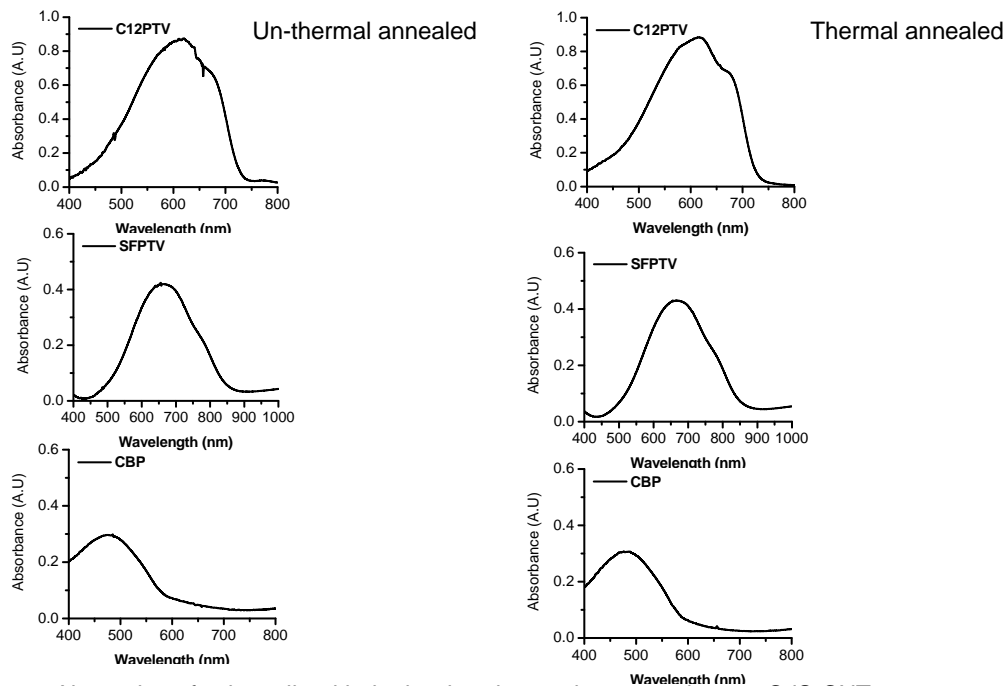 Un-thermal annealed
C12PTV
Absorbance (A.U)
1.0
0.8
0.6
0.4
0.2
0.0
400 500 600 700 800
Wavelength (nm)
SFPTV
Absorbance (A.U)
0.6
0.4
0.2
0.0
400 500 600 700 800 900 1000
Wavelength (nm)
CBP
Absorbance (A.U)
0.6
0.4
0.2
0.0
400 500 600 700 800
Wavelength (nm)
Thermal annealed
C12PTV
Absorbance (A.U)
1.0
0.8
0.6
0.4
0.2
0.0
400 500 600 700 800
Wavelength (nm)
SFPTV
Absorbance (A.U)
0.6
0.4
0.2
0.0
400 500 600 700 800 900 1000
Wavelength (nm)
CBP
Absorbance (A.U)
0.6
0.4
0.2
0.0
400 500 600 700 800
Wavelength (nm)